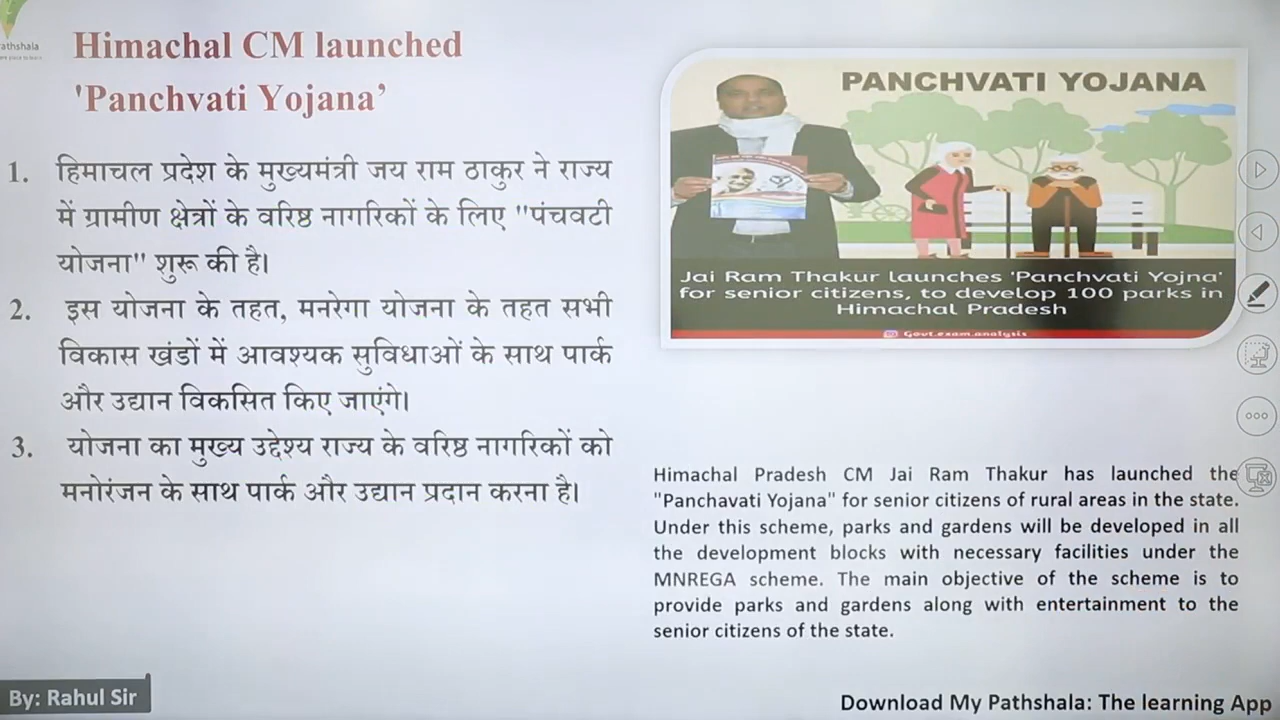 athshala
Himachal CM launched
'Panchvati Yojana’
1. हिमाचल प्रदेश के मुख्यमंत्री जय राम ठाकुर ने राज्य
में ग्रामीण क्षेत्रों के वरिष्ठ नागरिकों के लिए "पंचवटी
योजना" शुरू की है।
2. इस योजना के तहत, मनरेगा योजना के तहत सभी
विकास खंडों में आवश्यक सुविधाओं के साथ पार्क
और उद्यान विकसित किए जाएंगे।
3. योजना का मुख्य उद्देश्य राज्य के वरिष्ठ नागरिकों को
मनोरंजन के साथ पार्क और उद्यान प्रदान करना है।
PANCHVATI YOJANA
Jai Ram Thakur launches 'Panchvati Yojna'
for senior citizens, to develop 100 parks in
Himachal Pradesh
Govt.exam.analysis
Himachal Pradesh CM Jai Ram Thakur has launched the
"Panchavati Yojana" for senior citizens of rural areas in the state.
Under this scheme, parks and gardens will be developed in all
the development blocks with necessary facilities under the
MNREGA scheme. The main objective of the scheme is to
provide parks and gardens along with entertainment to the
senior citizens of the state.
By: Rahul Sir
Download My Pathshala: The learning App